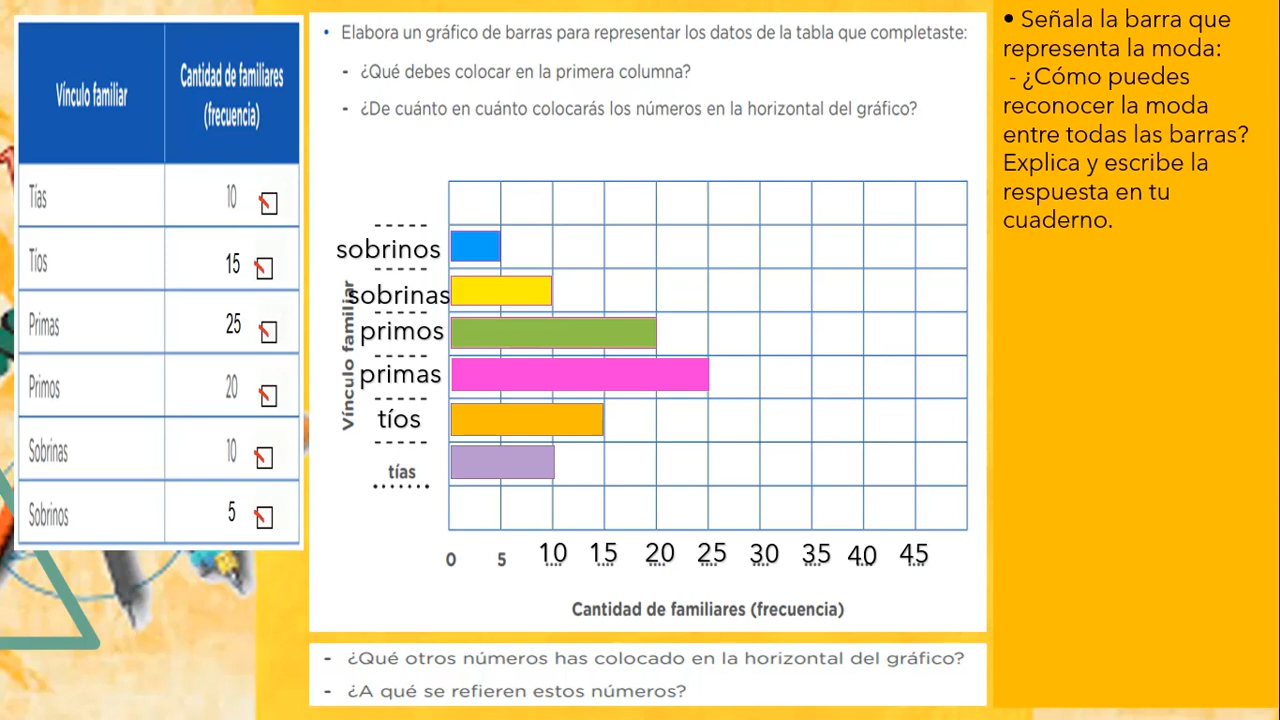 Vínculo familiar
Cantidad de familiares
(frecuencia)
Tías 10
Tíos 15
Primas 25
Primos 20
Sobrinas 10
Sobrinos 5
• Elabora un gráfico de barras para representar los datos de la tabla que completaste:
- ¿Qué debes colocar en la primera columna?
- ¿De cuánto en cuánto colocarás los números en la horizontal del gráfico?
Vínculo familiar
sobrinos
sobrinas
primos
primas
tíos
tías
0 5 10 15 20 25 30 35 40 45
Cantidad de familiares (frecuencia)
- ¿Qué otros números has colocado en la horizontal del gráfico?
- ¿A qué se refieren estos números?
• Señala la barra que
representa la moda:
- ¿Cómo puedes
reconocer la moda
entre todas las barras?
Explica y escribe la
respuesta en tu
cuaderno.